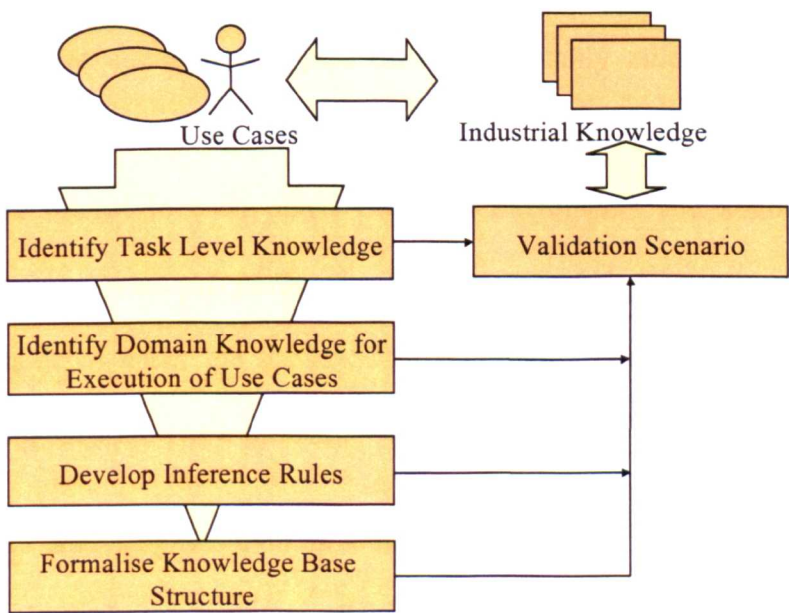 Use Cases
Industrial Knowledge
Identify Task Level Knowledge
Validation Scenario
Identify Domain Knowledge for
Execution of Use Cases
Develop Inference Rules
Formalise Knowledge Base
Structure